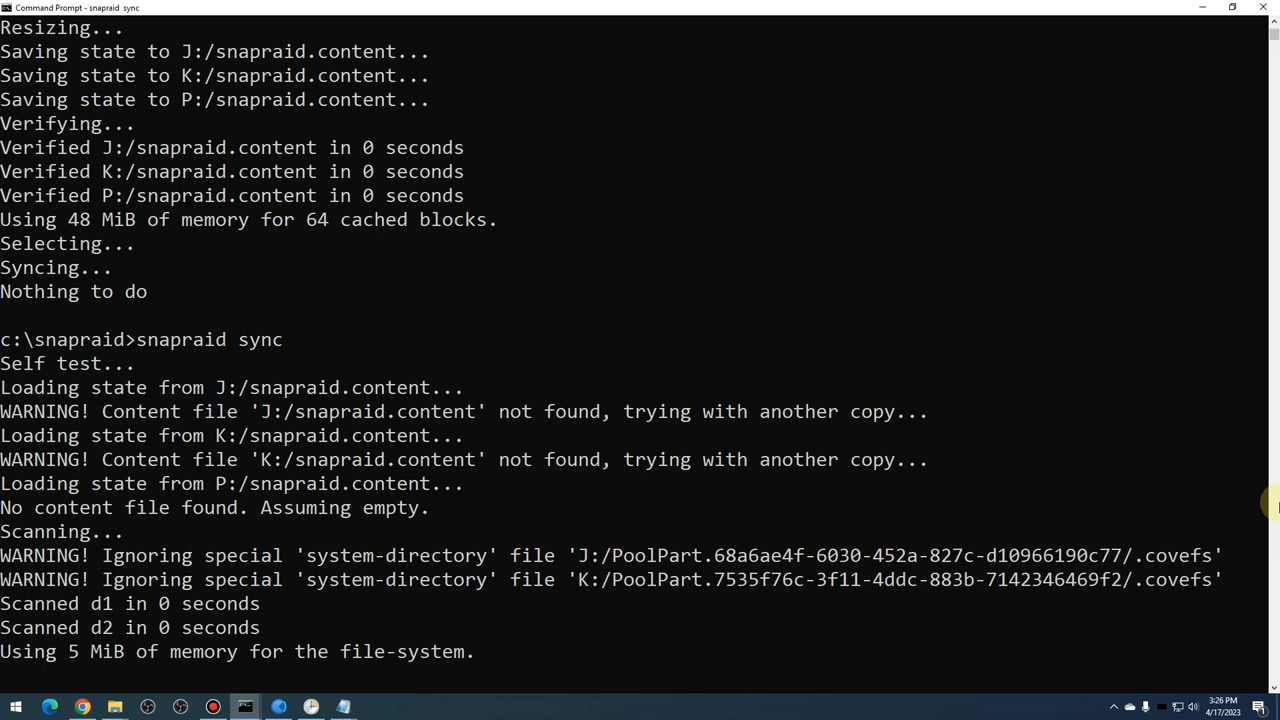 Command Prompt - snapraid sync
Resizing...
Saving state to J:/snapraid.content...
Saving state to K:/snapraid.content...
Saving state to P:/snapraid.content...
Verifying...
Verified J:/snapraid.content in 0 seconds
Verified K:/snapraid.content in 0 seconds
Verified P:/snapraid.content in 0 seconds
Using 48 MiB of memory for 64 cached blocks.
Selecting...
Syncing...
Nothing to do
c:\snapraid>snapraid sync
Self test...
Loading state from J:/snapraid.content...
WARNING! Content file 'J:/snapraid.content' not found, trying with another copy...
Loading state from K:/snapraid.content...
WARNING! Content file 'K:/snapraid.content' not found, trying with another copy...
Loading state from P:/snapraid.content...
No content file found. Assuming empty.
Scanning...
WARNING! Ignoring special 'system-directory' file 'J:/PoolPart.68a6ae4f-6030-452a-827c-d10966190c77/.covefs'
WARNING! Ignoring special 'system-directory' file 'K:/PoolPart.7535f76c-3f11-4ddc-883b-7142346469f2/.covefs'
Scanned d1 in 0 seconds
Scanned d2 in 0 seconds
Using 5 MiB of memory for the file-system.
3:26 PM
4/17/2023